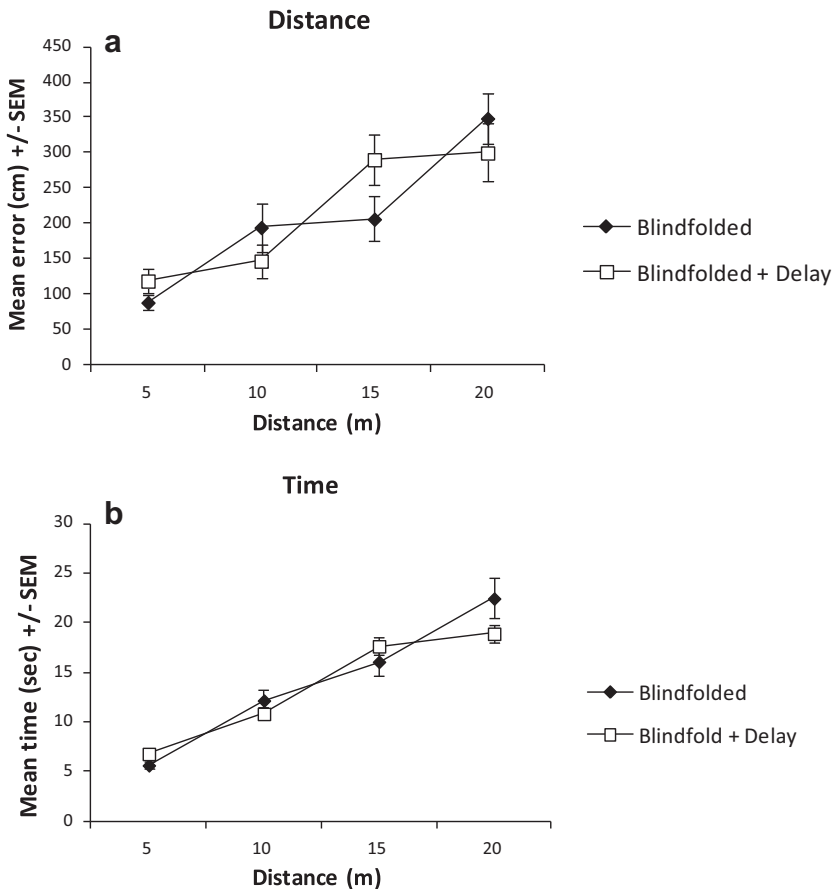 Distance
a
Mean error (cm) +/- SEM
450
400
350
300
250
200
150
100
50
0
5 10 15 20
Distance (m)
Blindfolded
Blindfolded + Delay
Time
b
Mean time (sec) +/- SEM
30
25
20
15
10
5
0
5 10 15 20
Distance (m)
Blindfolded
Blindfold + Delay